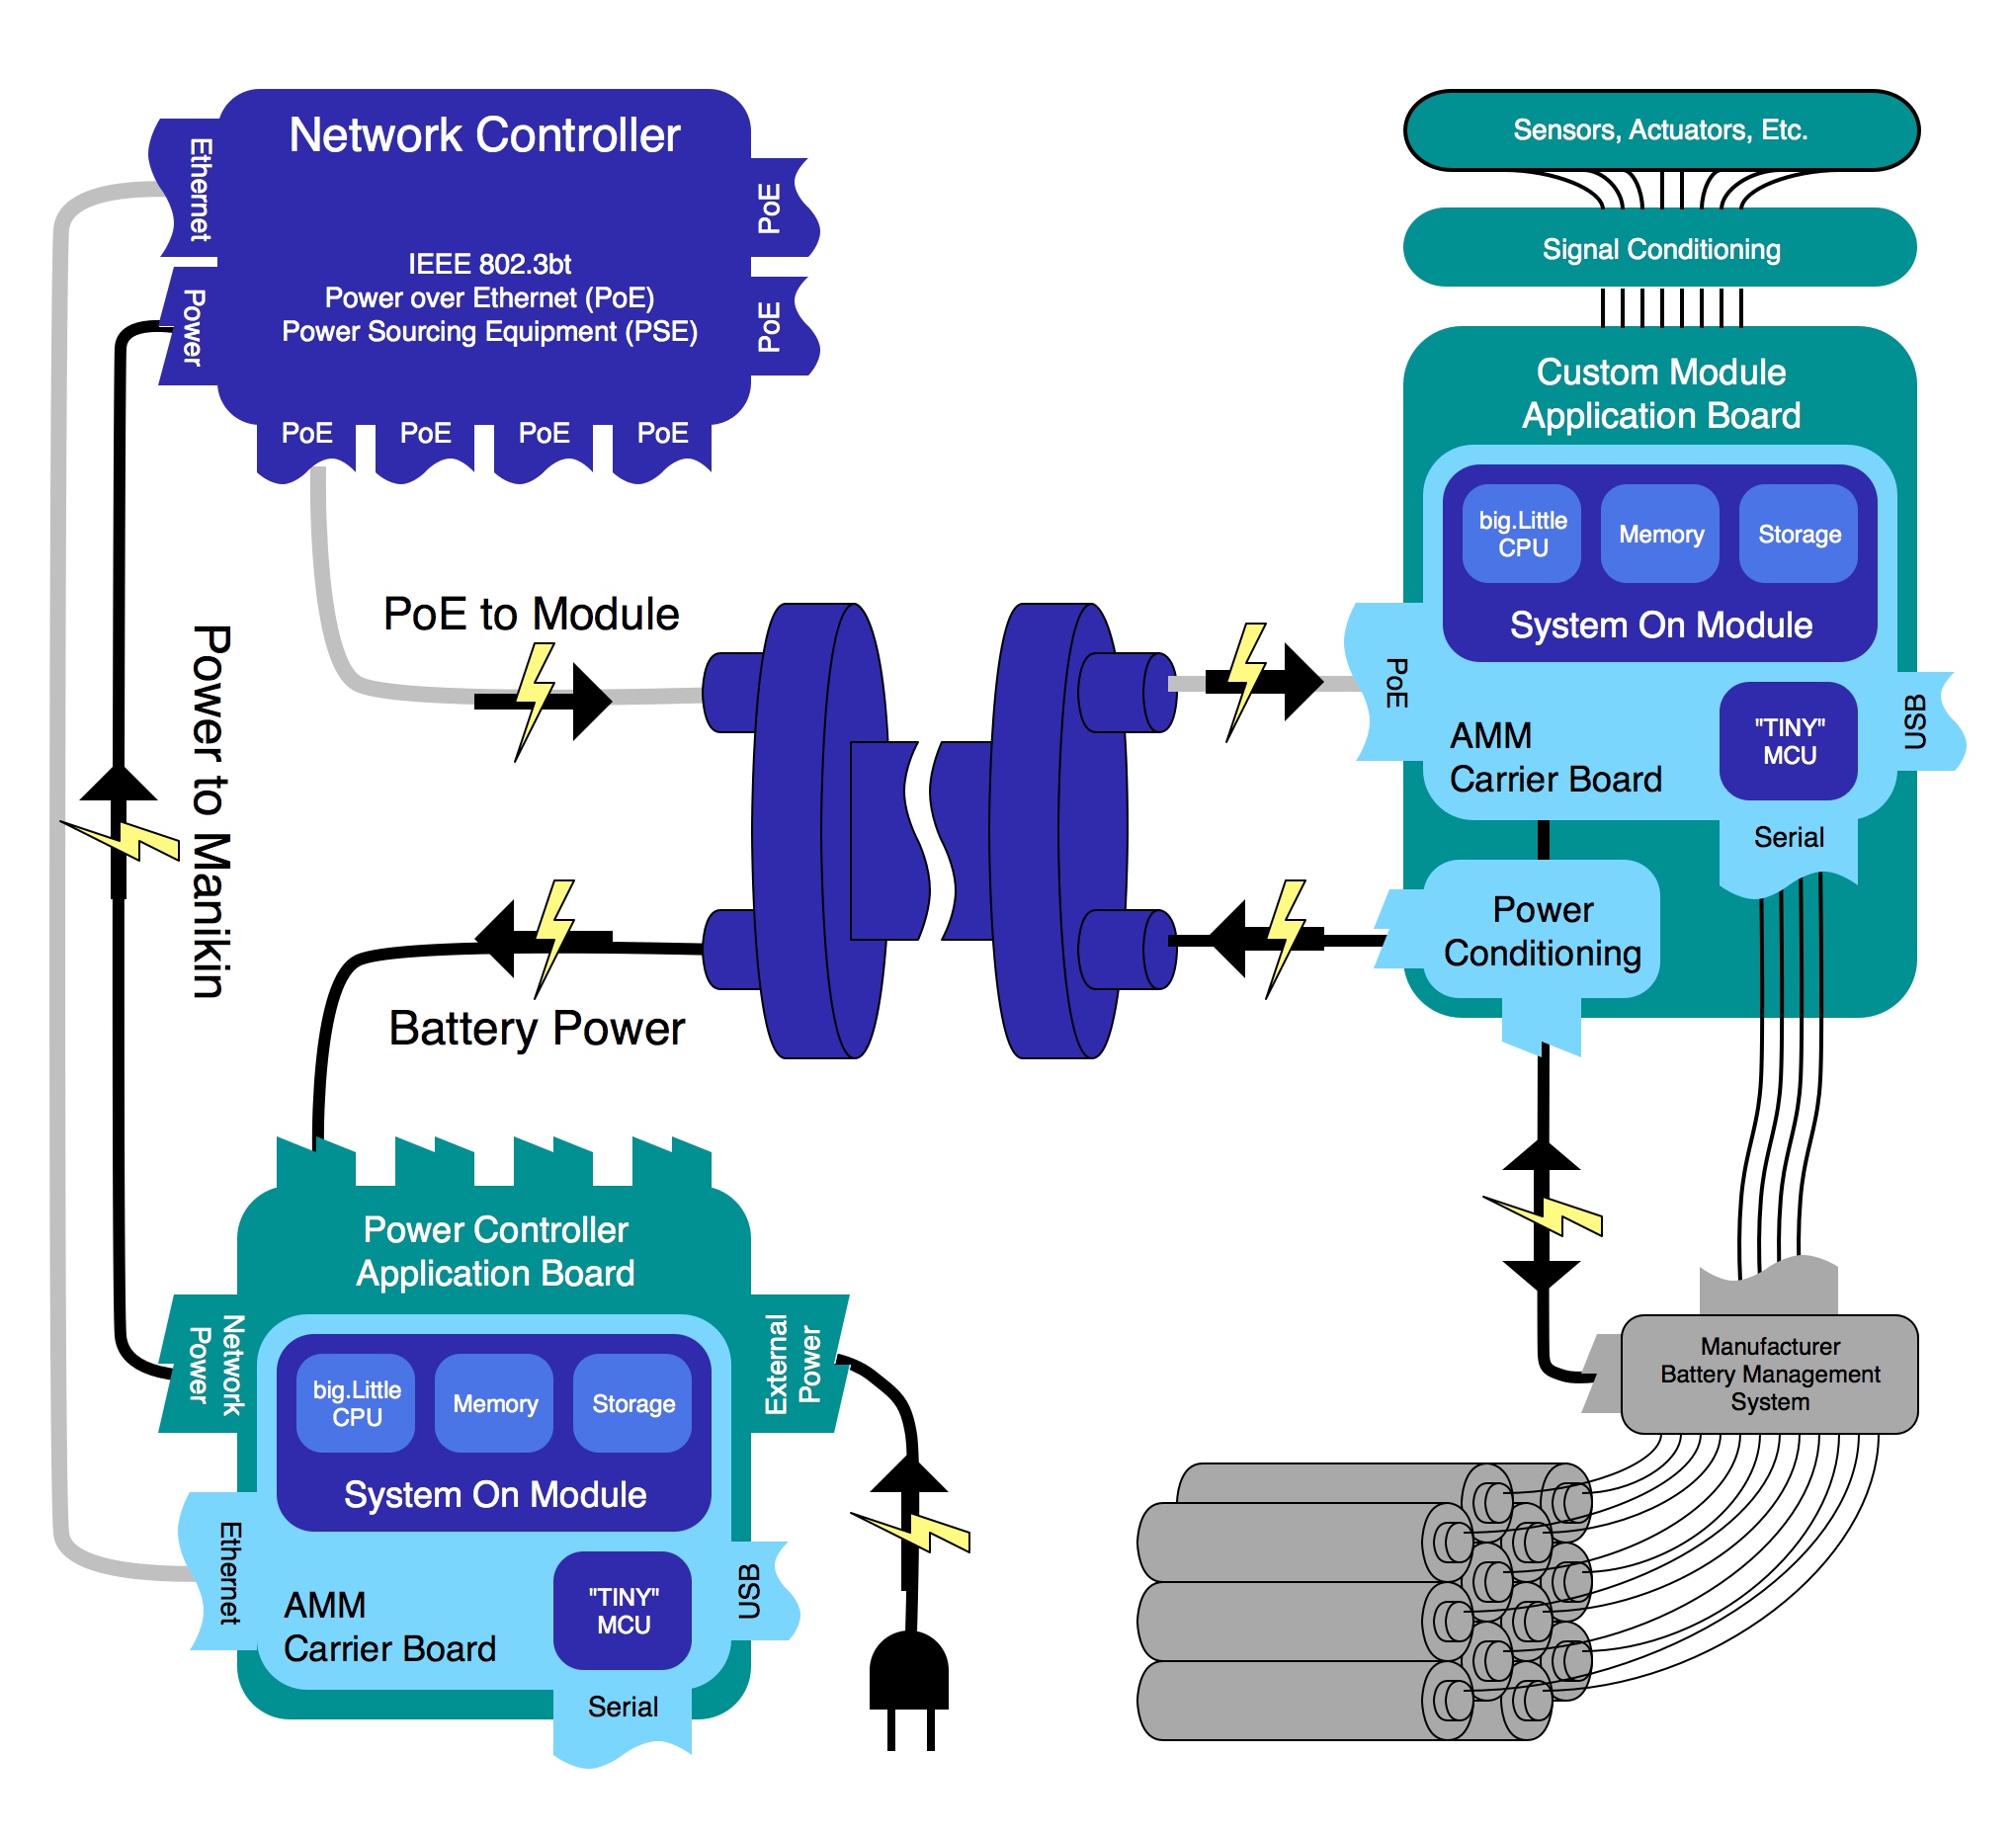 Network Controller
Ethernet
Power
IEEE 802.3bt
Power over Ethernet (PoE)
Power Sourcing Equipment (PSE)
PoE
PoE
PoE
PoE
PoE
PoE
Sensors, Actuators, Etc.
Signal Conditioning
Custom Module
Application Board
big.Little
CPU
Memory
Storage
System On Module
PoE
AMM
Carrier Board
"TINY"
MCU
USB
Serial
Power
Conditioning
PoE to Module
Power to Manikin
Battery Power
Power Controller
Application Board
Network
Power
External
Power
big.Little
CPU
Memory
Storage
System On Module
Ethernet
AMM
Carrier Board
"TINY"
MCU
USB
Serial
Manufacturer
Battery Management
System